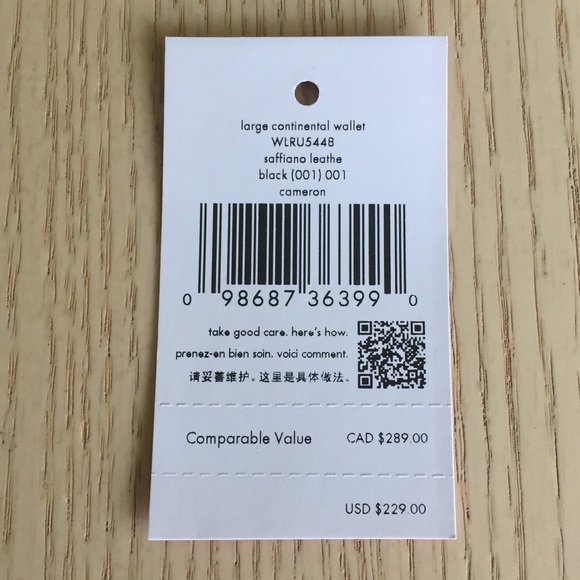 large continental wallet
WLRU5448
saffiano leathe
black (001) 001
cameron
0 98687 36399 0
take good care. here's how.
prenez-en bien soin. voici comment.
请妥善维护。这里是具体做法。
Comparable Value CAD $289.00
USD $229.00